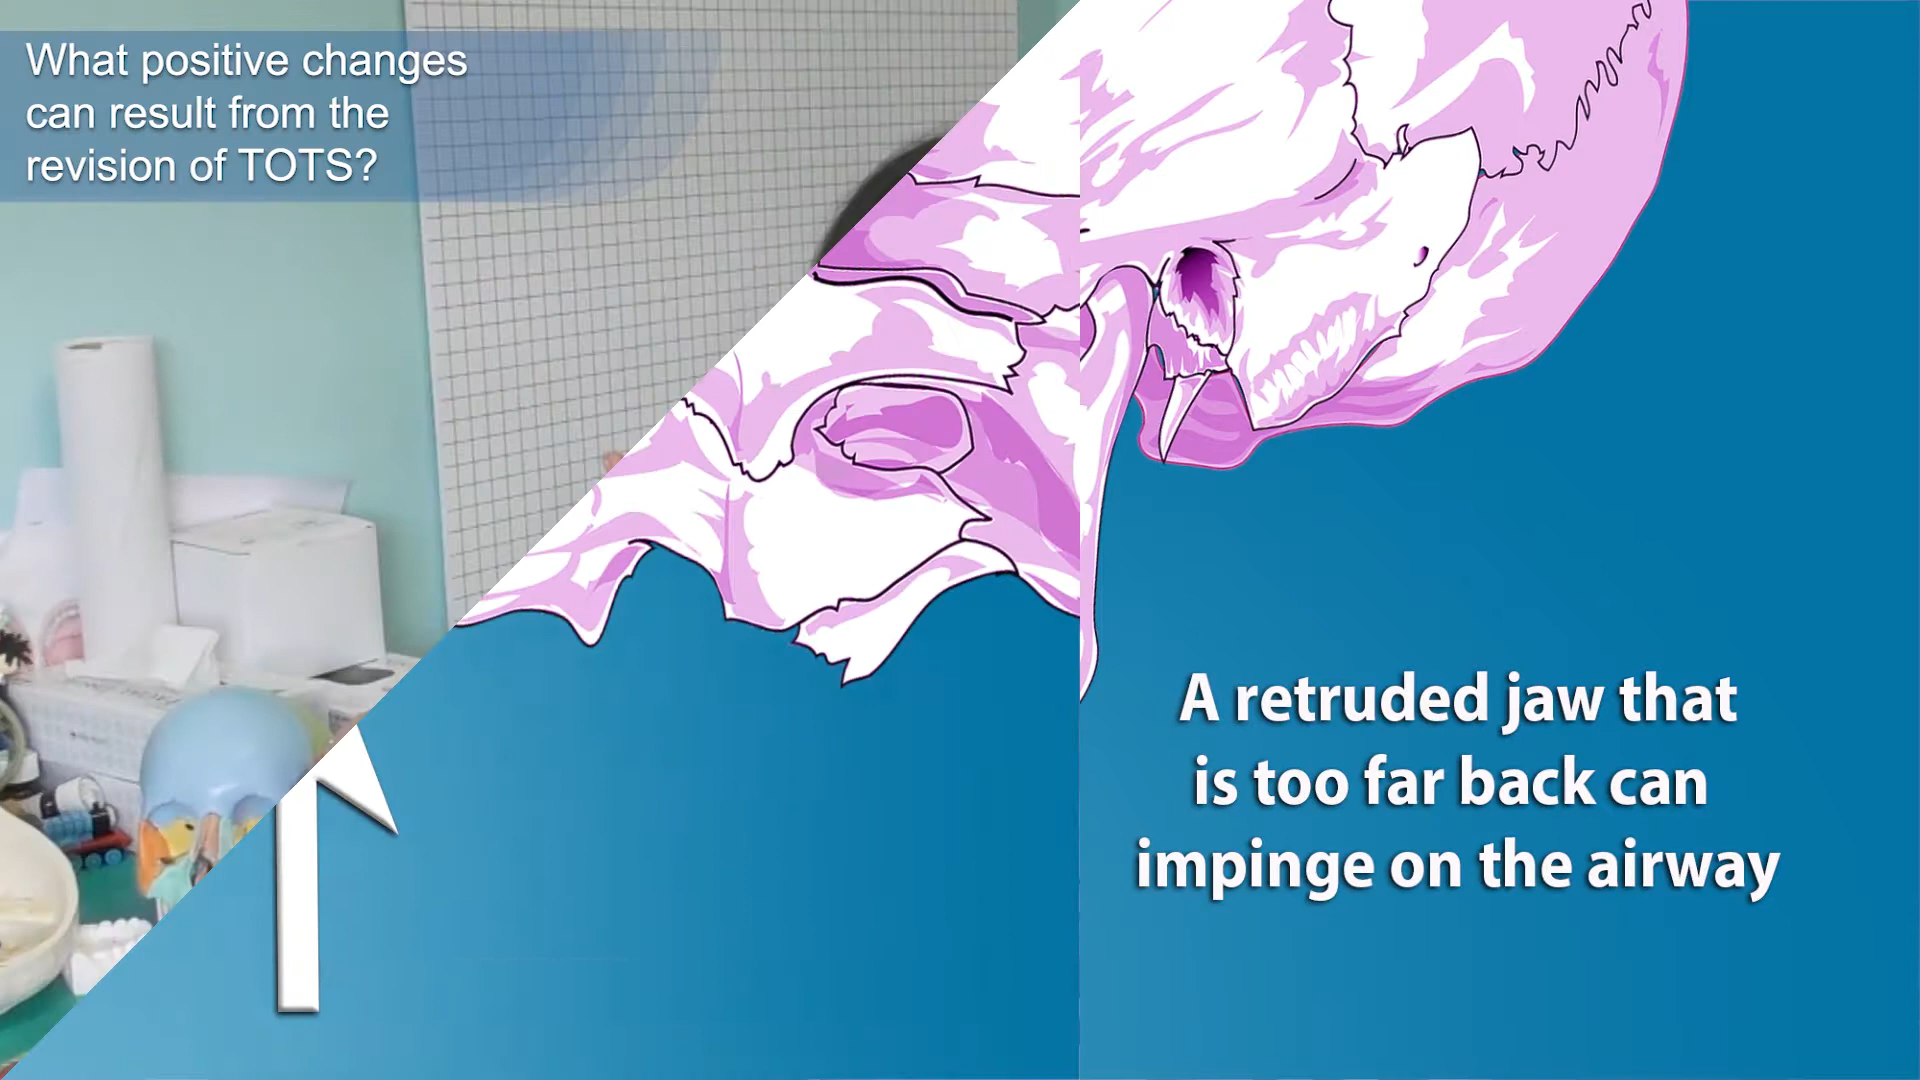 What positive changes
can result from the
revision of TOTS?
A retruded jaw that
is too far back can
impinge on the airway